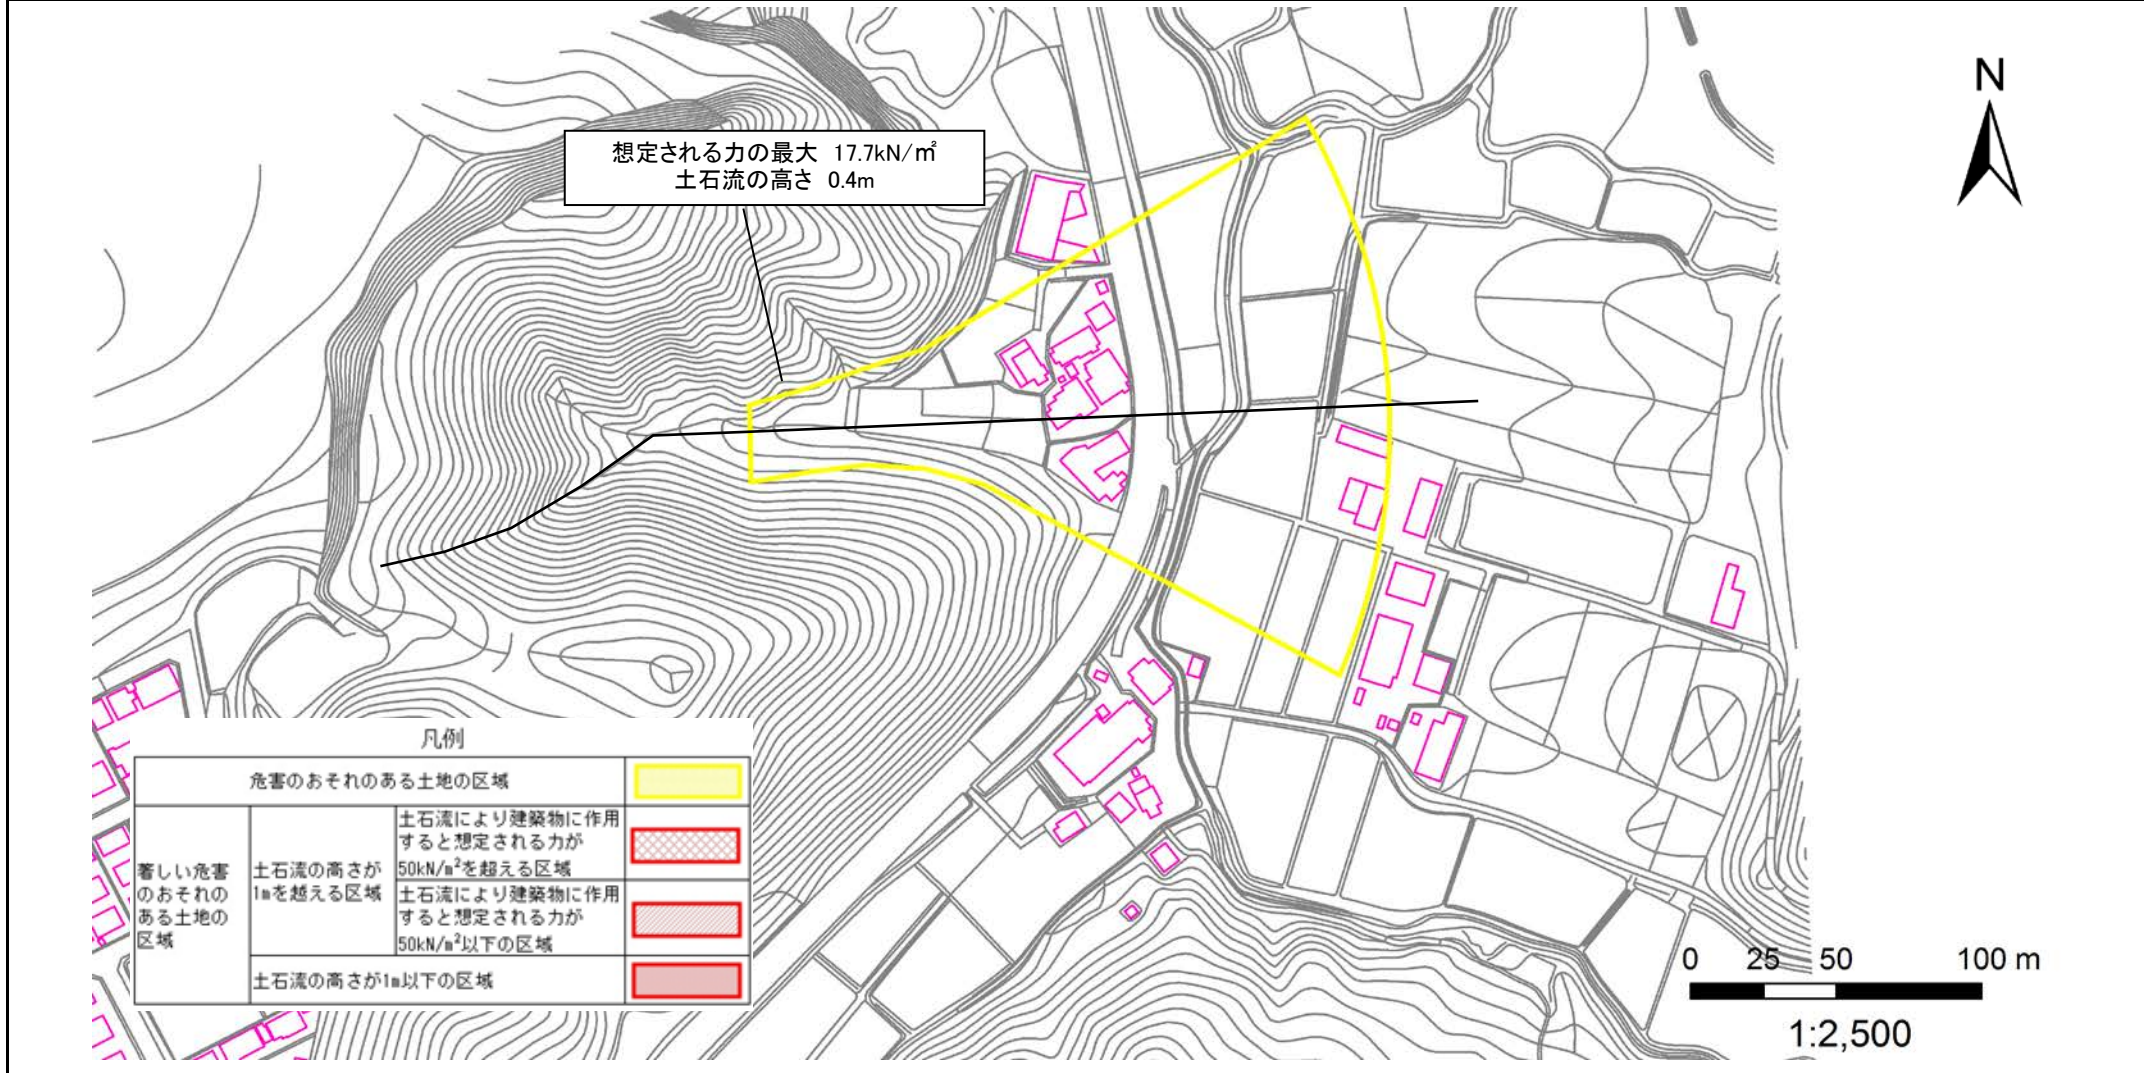 想定される力の最大 17.7kN/㎡
土石流の高さ 0.4m
N
凡例
危害のおそれのある土地の区域
著しい危害
のおそれの
ある土地の
区域
土石流の高さが
1mを越える区域
土石流により建築物に作用
すると想定される力が
50kN/m²を超える区域
土石流により建築物に作用
すると想定される力が
50kN/m²以下の区域
土石流の高さが1m以下の区域
0 25 50 100 m
1:2,500